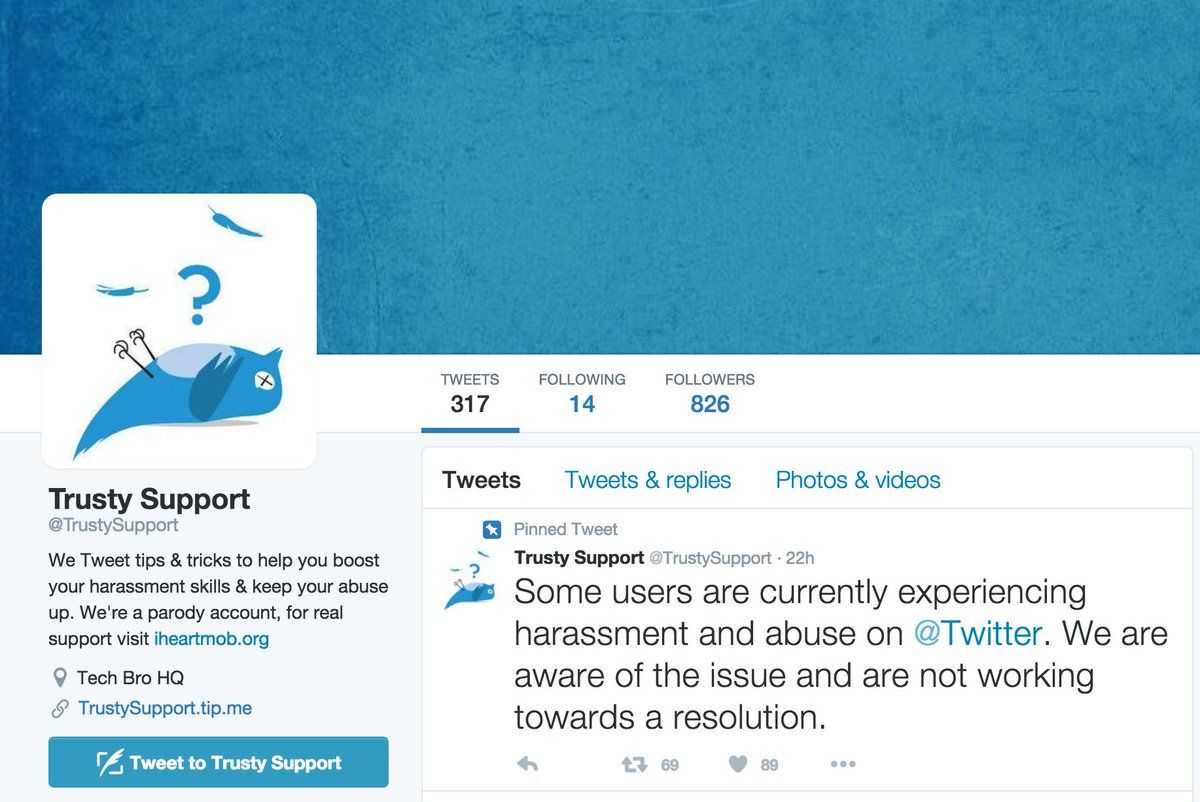 ?
TWEETS FOLLOWING FOLLOWERS
317 14 826
Tweets Tweets & replies Photos & videos
Trusty Support
@TrustySupport
We Tweet tips & tricks to help you boost
your harassment skills & keep your abuse
up. We're a parody account, for real
support visit iheartmob.org
Tech Bro HQ
TrustySupport.tip.me
Tweet to Trusty Support
Pinned Tweet
?
Trusty Support @TrustySupport · 22h
Some users are currently experiencing
harassment and abuse on @Twitter. We are
aware of the issue and are not working
towards a resolution.
69 89